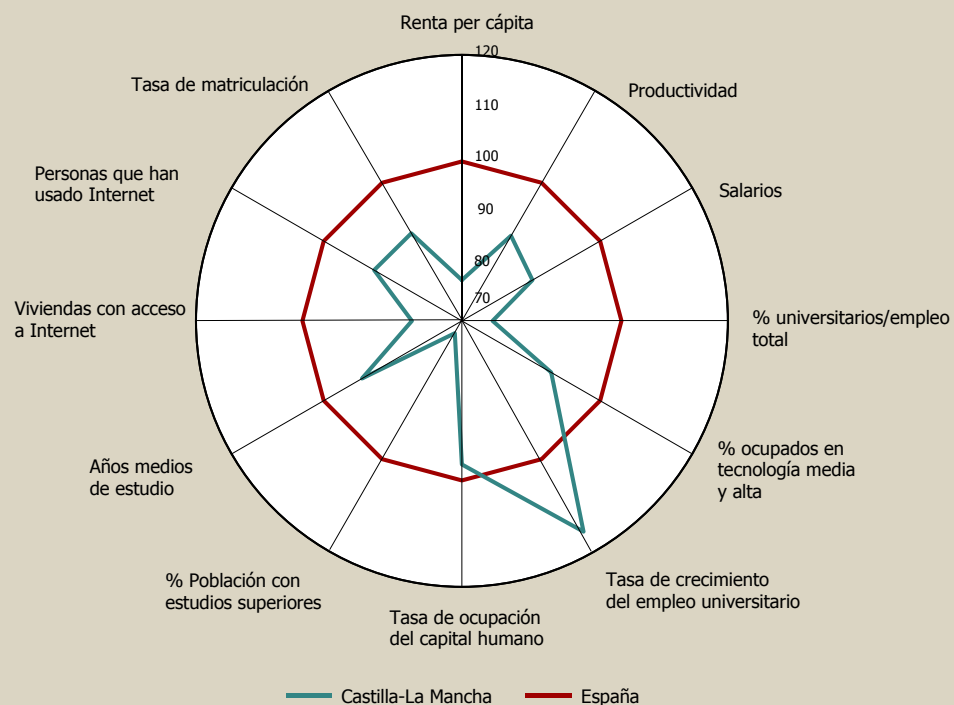 Renta per cápita
120
Tasa de matriculación
Productividad
110
100
Personas que han
usado Internet
Salarios
90
80
70
Viviendas con acceso
a Internet
% universitarios/empleo
total
% ocupados en
tecnología media
y alta
Años medios
de estudio
% Población con
estudios superiores
Tasa de crecimiento
del empleo universitario
Tasa de ocupación
del capital humano
Castilla-La Mancha
España